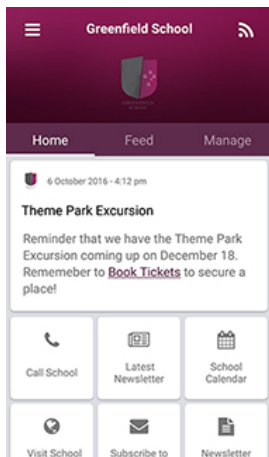 Greenfield School
GREENFIELD
SCHOOL
Home Feed Manage
6 October 2016 - 4:12 pm
Theme Park Excursion
Reminder that we have the Theme Park
Excursion coming up on December 18.
Rememeber to Book Tickets to secure a
place!
Call School
Latest
Newsletter
School
Calendar
Visit School
Subscribe to
Newsletter